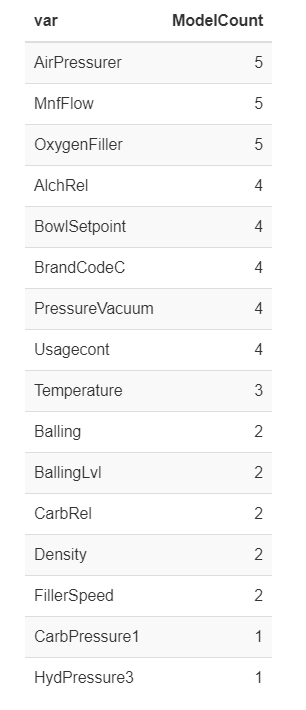 var ModelCount
AirPressurer 5
MnfFlow 5
OxygenFiller 5
AlchRel 4
BowlSetpoint 4
BrandCodeC 4
PressureVacuum 4
Usagecont 4
Temperature 3
Balling 2
BallingLvl 2
CarbRel 2
Density 2
FillerSpeed 2
CarbPressure1 1
HydPressure3 1